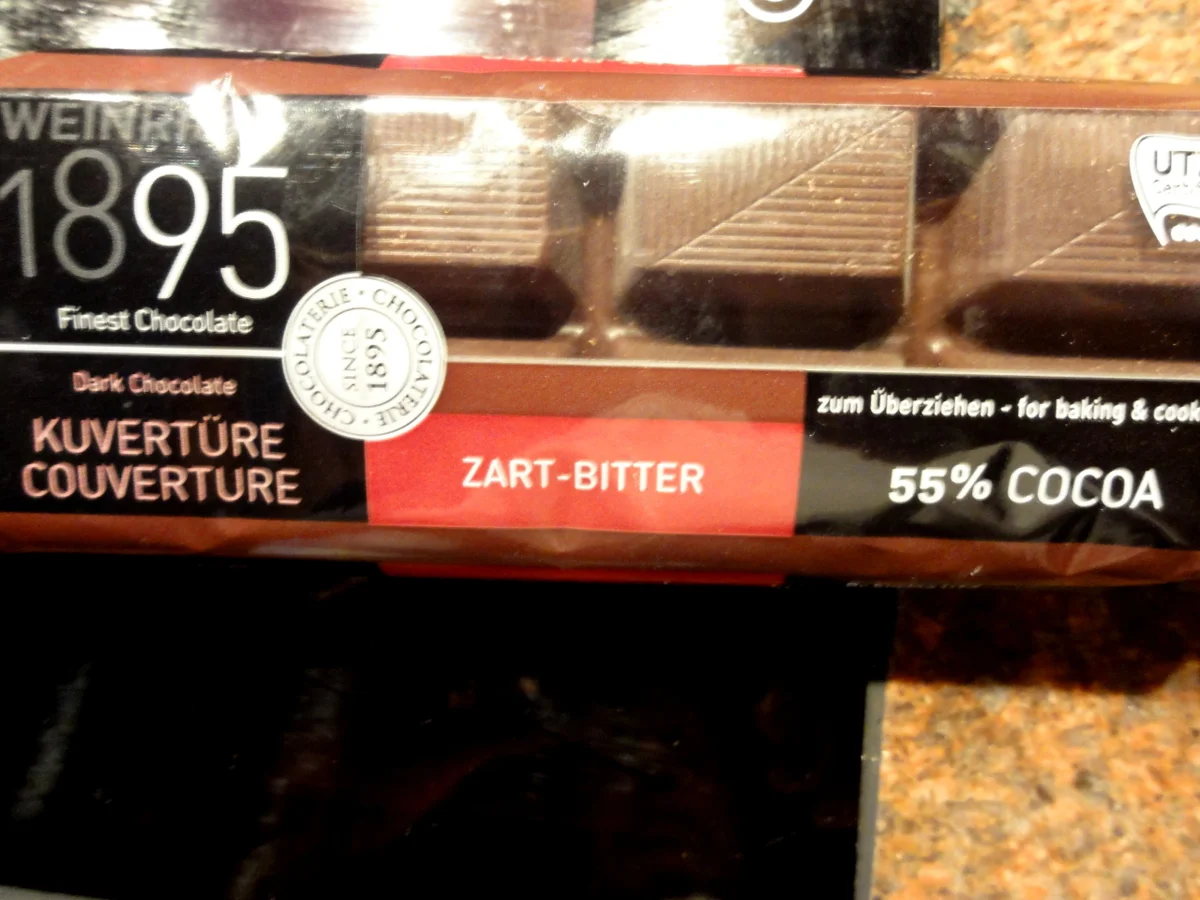 1895
Finest Chocolate
CHOCOLATERIE · CHOCOLATERIE ·
SINCE
1895
Dark Chocolate
KUVERTÜRE
COUVERTURE
ZART-BITTER
zum Überziehen - for baking &
55% COCOA